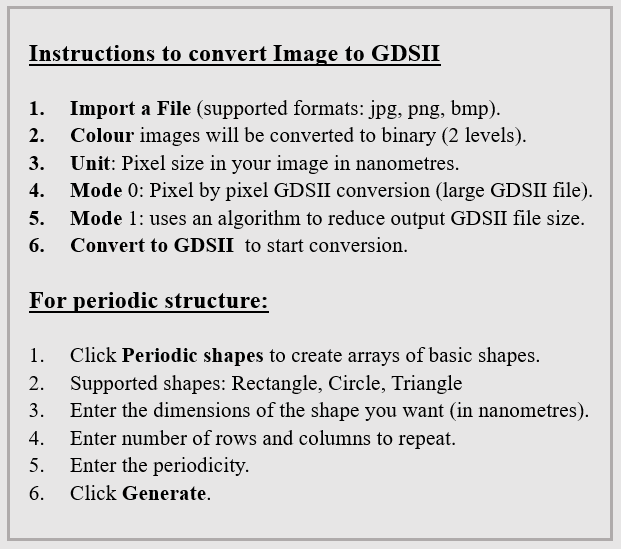 Instructions to convert Image to GDSII
1. Import a File (supported formats: jpg, png, bmp).
2. Colour images will be converted to binary (2 levels).
3. Unit: Pixel size in your image in nanometres.
4. Mode 0: Pixel by pixel GDSII conversion (large GDSII file).
5. Mode 1: uses an algorithm to reduce output GDSII file size.
6. Convert to GDSII to start conversion.
For periodic structure:
1. Click Periodic shapes to create arrays of basic shapes.
2. Supported shapes: Rectangle, Circle, Triangle
3. Enter the dimensions of the shape you want (in nanometres).
4. Enter number of rows and columns to repeat.
5. Enter the periodicity.
6. Click Generate.